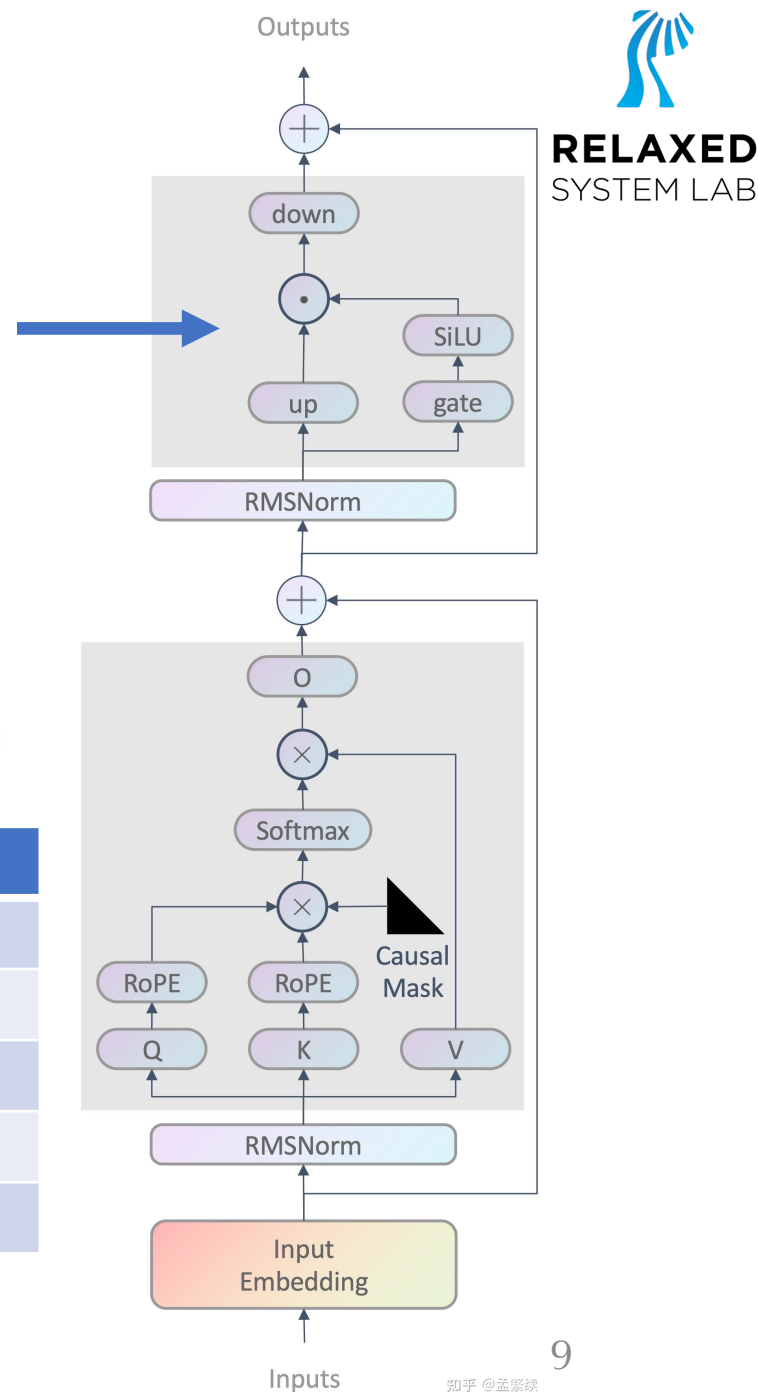 Outputs
RELAXED
SYSTEM LAB
down
SiLU
up
gate
RMSNorm
O
Softmax
Causal
Mask
RoPE
RoPE
Q
K
V
RMSNorm
Input
Embedding
Inputs
9
知乎 @孟繁续